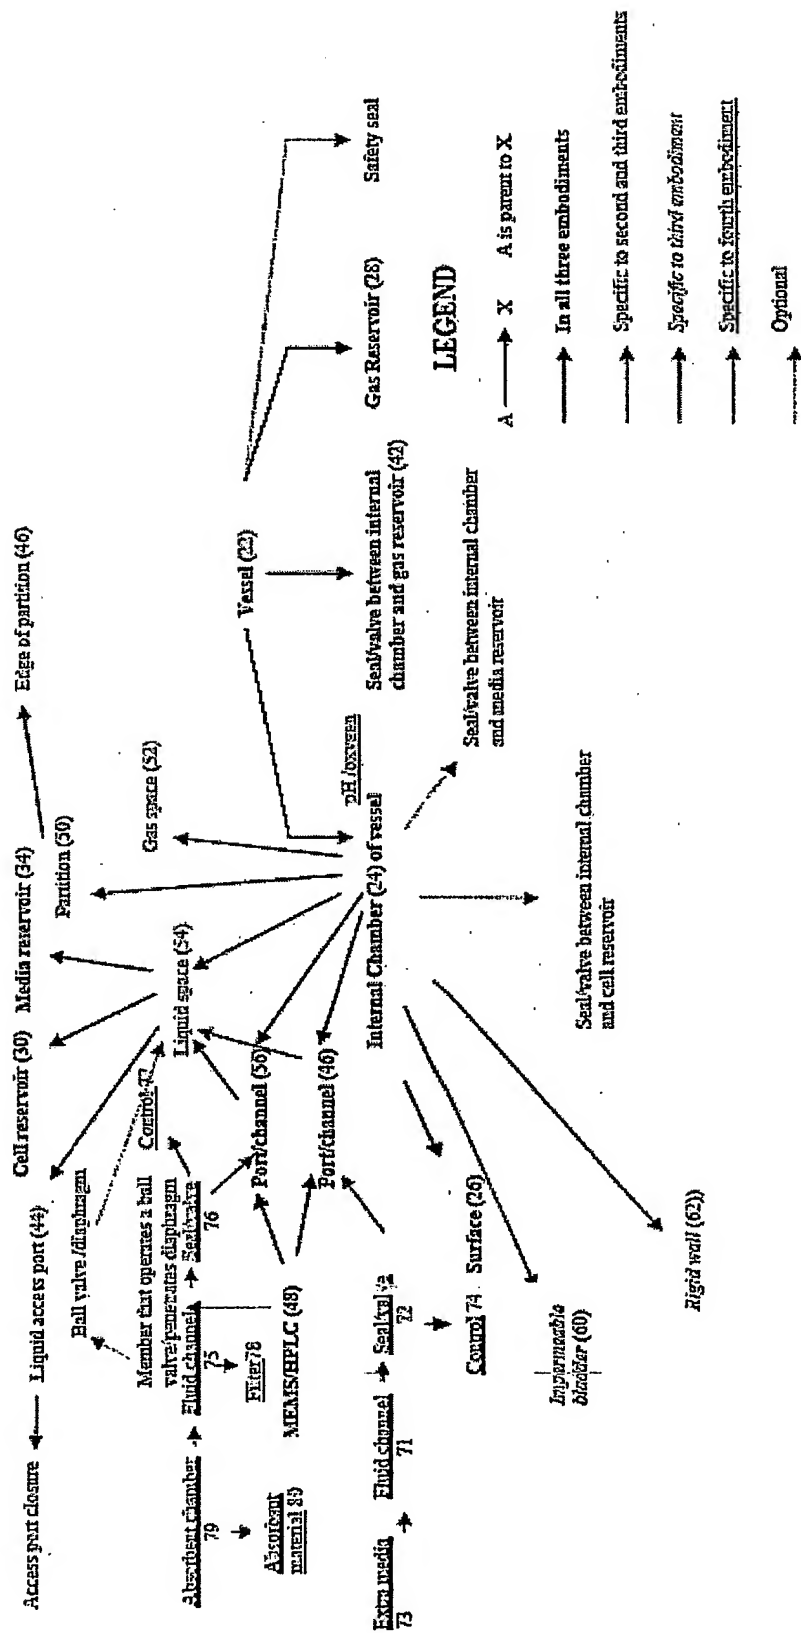 Access port closure
Liquid access port (44)
Cell reservoir (30)
Media reservoir (34)
Edge of partition (46)
Ball valve /diaphragm
Partition (50)
Member that operates a ball
valve/penetrates diaphragm
Control 77
Gas space (52)
Absorbent chamber
79
Fluid channel
75
Seal/valve
76
Liquid space (54)
Filter78
Absorbant
material 80
MEMS/HPLC (48)
Port/channel (56)
Port/channel (46)
Vessel (22)
pH /oxygen
Extra media
73
Fluid channel
71
Seal/valve
72
Internal Chamber (24) of vessel
Seal/valve between internal
chamber and gas reservoir (42)
Gas Reservoir (28)
Safety seal
Control 74
Surface (26)
Seal/valve between internal chamber
and media reservoir
Impermeable
bladder (60)
Seal/valve between internal chamber
and cell reservoir
Rigid wall (62))
LEGEND
A X A is parent to X
In all three embodiments
Specific to second and third embodiments
Specific to third embodiment
Specific to fourth embodiment
Optional